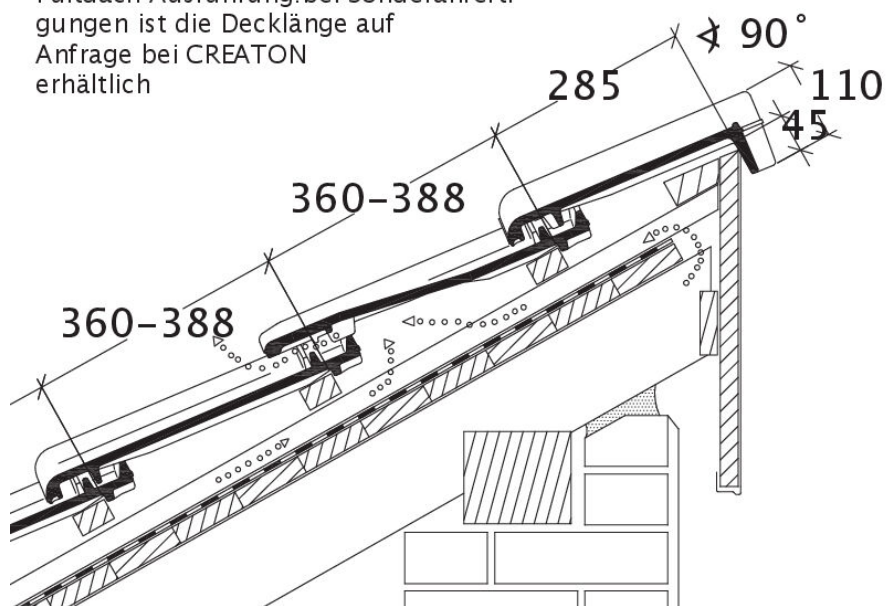 gungen ist die Decklänge auf
Anfrage bei CREATON
erhältlich
∢ 90°
285
110
45
360–388
360–388